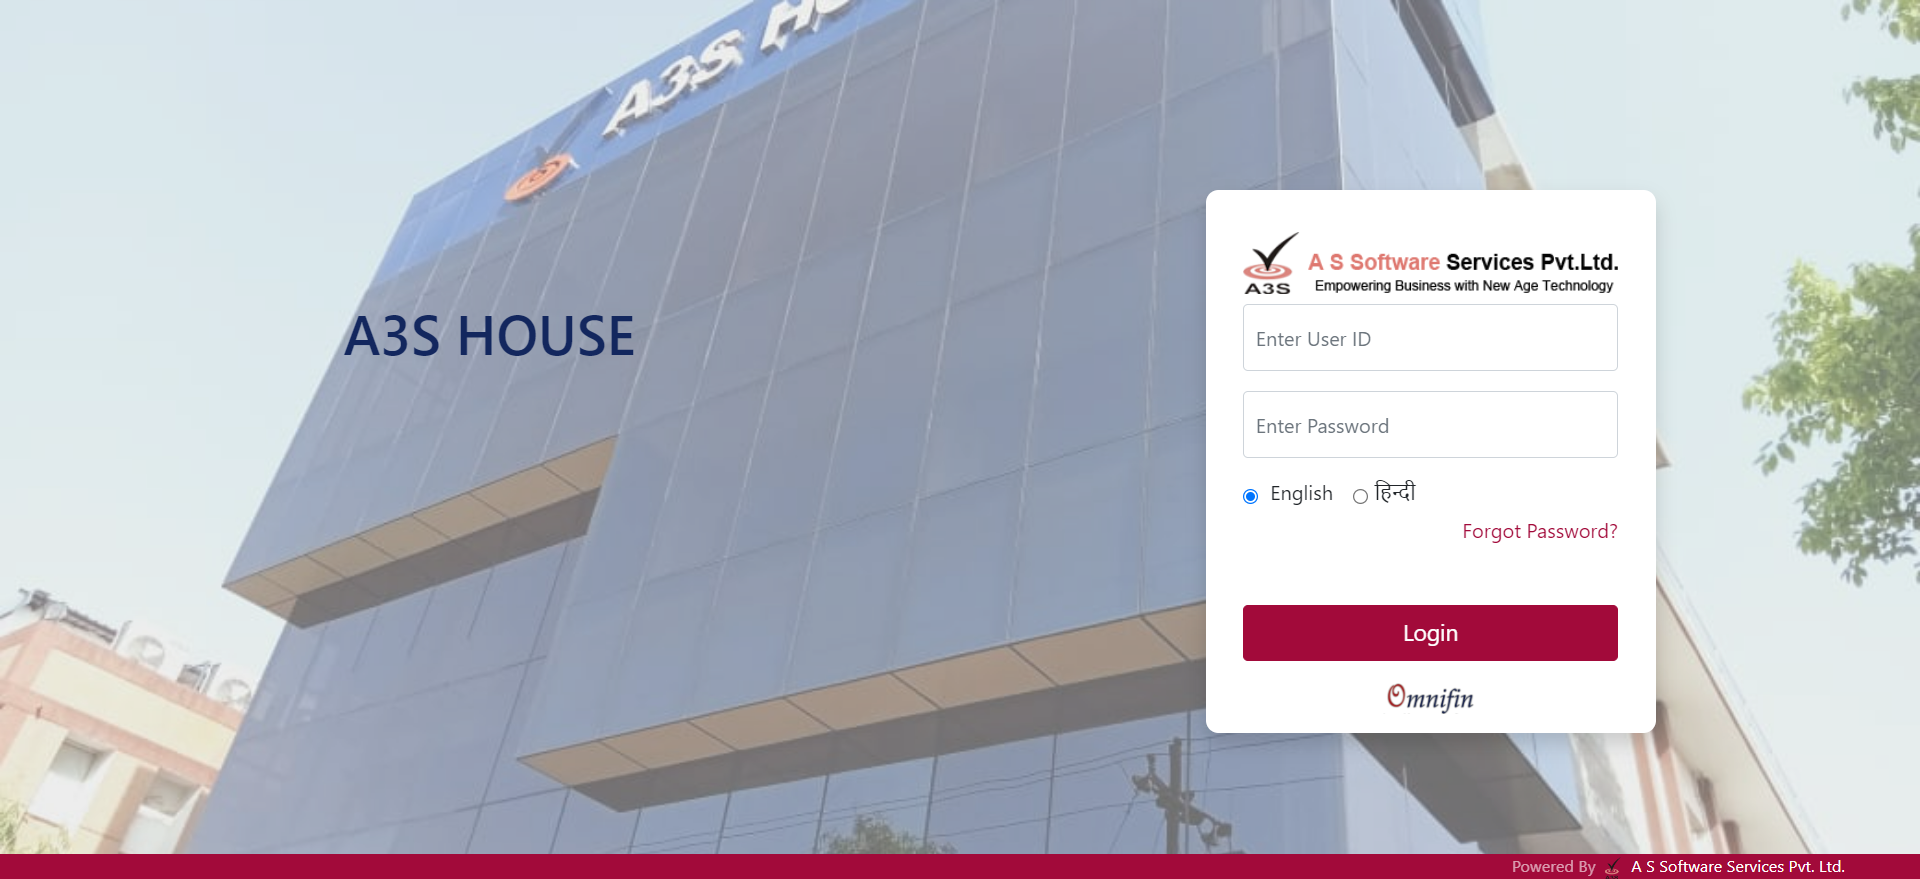 A3S HO
A3S HOUSE
A S Software Services Pvt.Ltd.
A3S
Empowering Business with New Age Technology
Enter User ID
Enter Password
English
हिन्दी
Forgot Password?
Login
Omnifin
Powered By A S Software Services Pvt. Ltd.